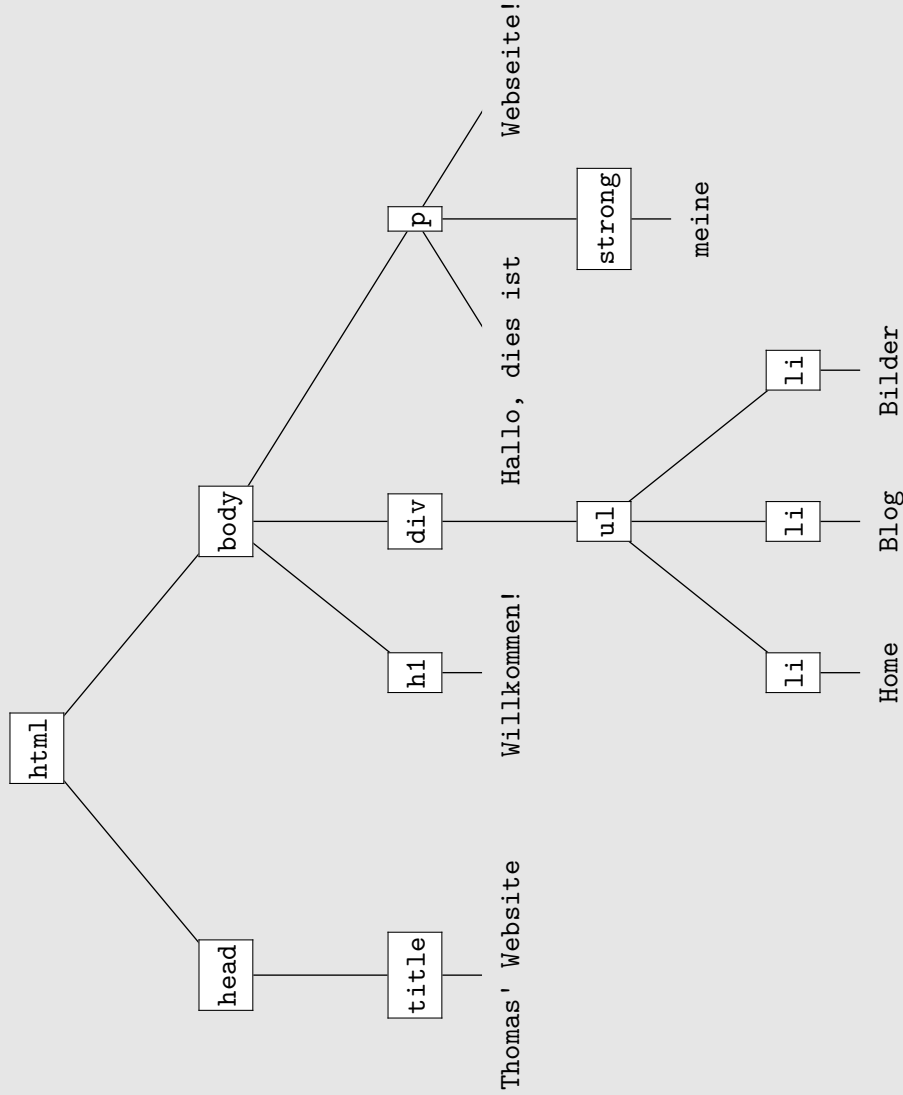 html
head
body
title
h1
div
p
Thomas' Website
Willkommen!
Hallo, dies ist
Webseite!
ul
strong
meine
li
li
li
Home
Blog
Bilder